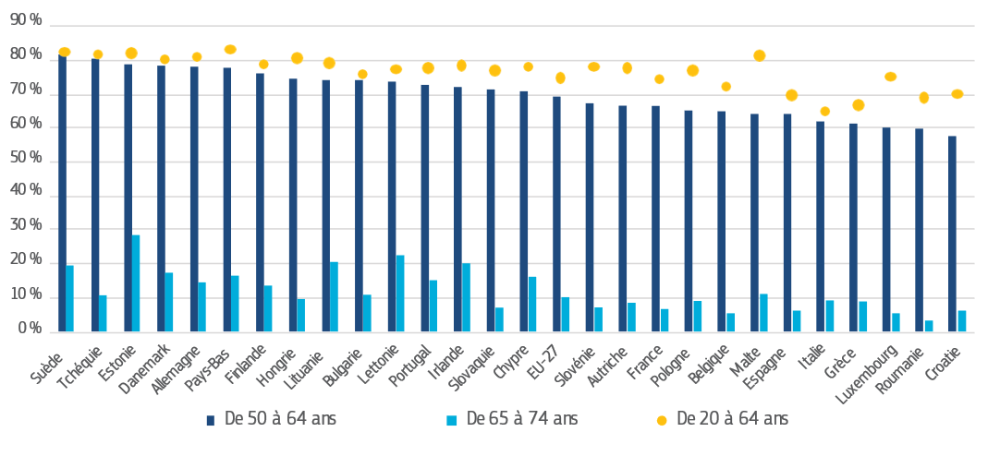 90 %
80 %
70 %
60 %
50 %
40 %
30 %
20 %
10 %
0 %
Suède
Tchéquie
Estonie
Danemark
Allemagne
Pays-Bas
Finlande
Hongrie
Lituanie
Bulgarie
Lettonie
Portugal
Irlande
Slovaquie
Chypre
EU-27
Slovénie
Autriche
France
Pologne
Belgique
Malte
Espagne
Italie
Grèce
Luxembourg
Roumanie
Croatie
De 50 à 64 ans
De 65 à 74 ans
De 20 à 64 ans